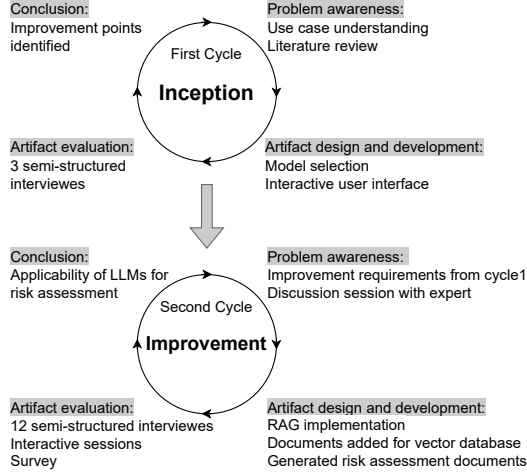 Conclusion:
Improvement points
identified
Problem awareness:
Use case understanding
Literature review
First Cycle
Inception
Artifact evaluation:
3 semi-structured
interviewes
Artifact design and development:
Model selection
Interactive user interface
Conclusion:
Applicability of LLMs for
risk assessment
Problem awareness:
Improvement requirements from cycle1
Discussion session with expert
Second Cycle
Improvement
Artifact evaluation:
12 semi-structured interviewes
Interactive sessions
Survey
Artifact design and development:
RAG implementation
Documents added for vector database
Generated risk assessment documents